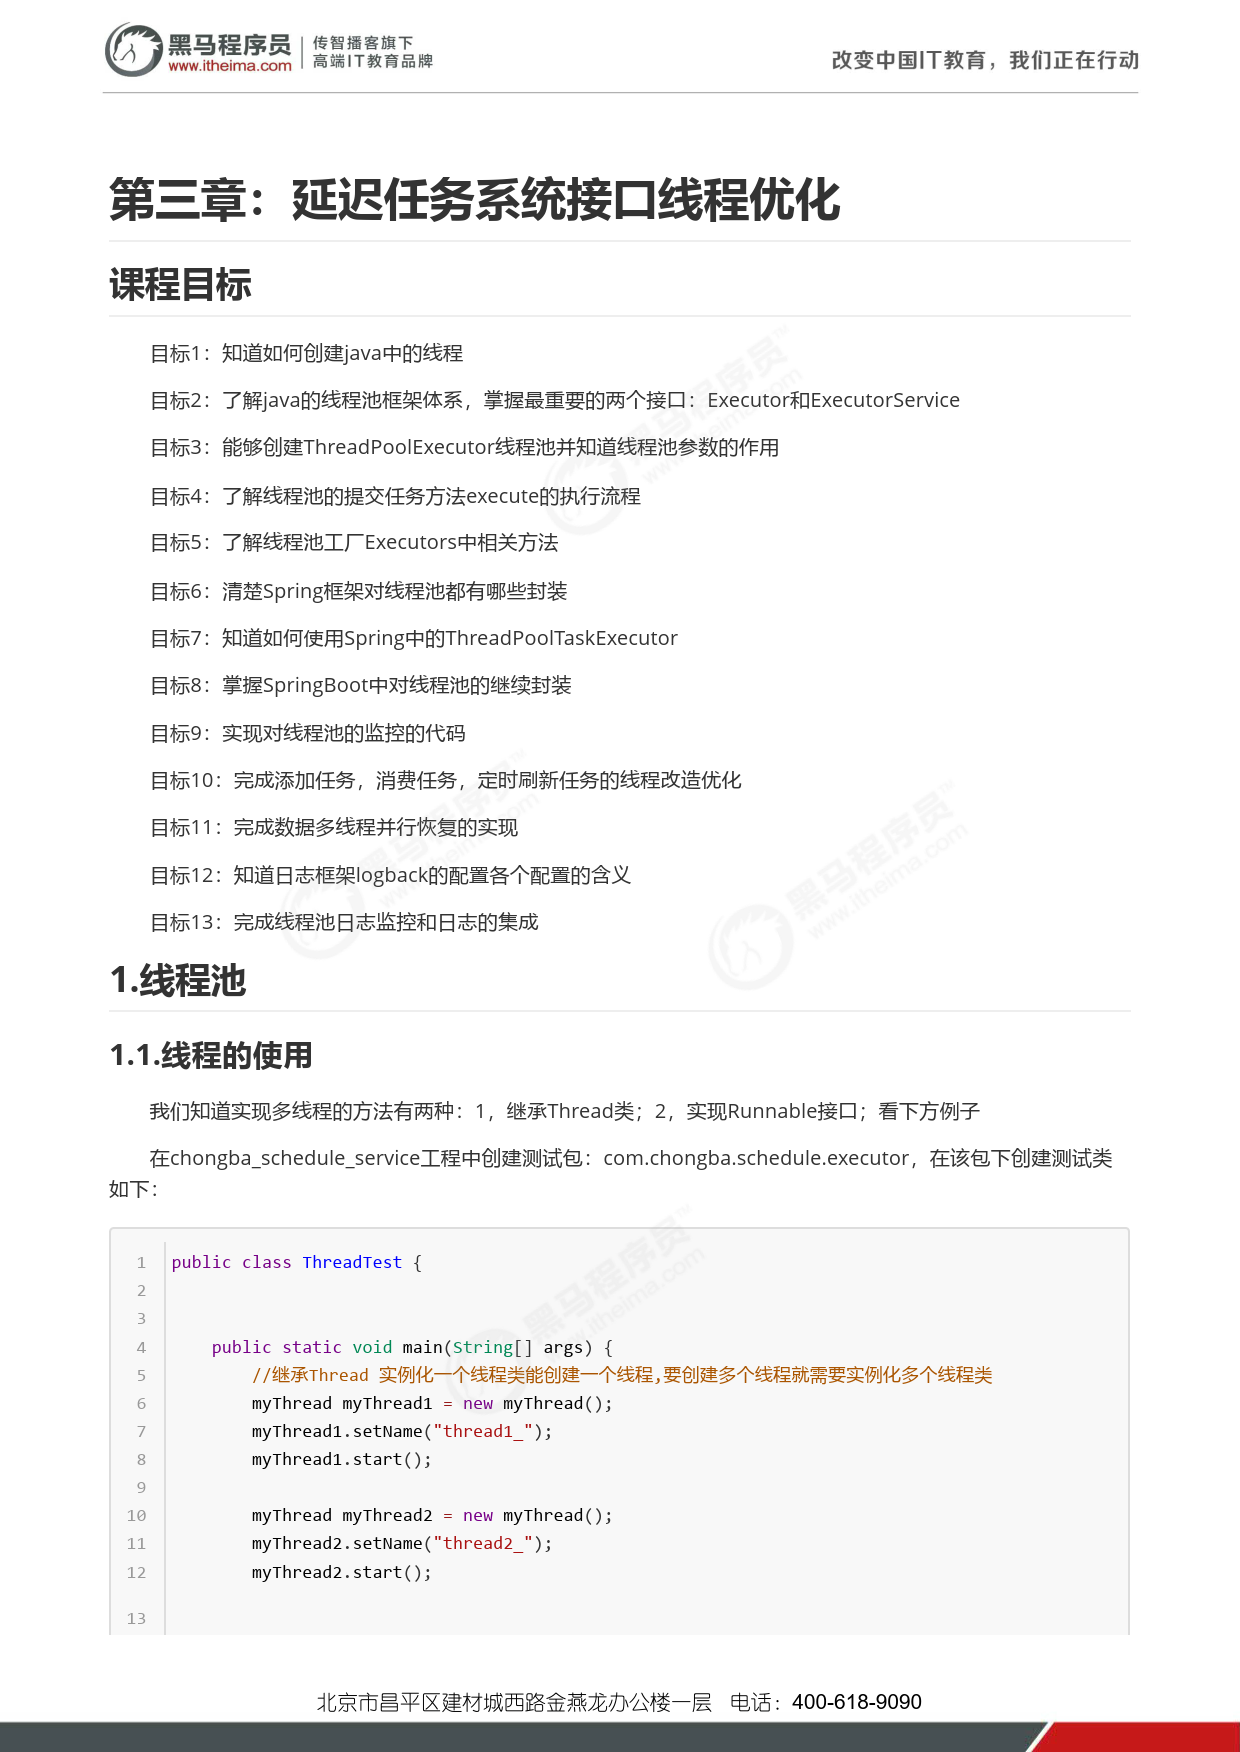 黑马程序员
www.itheima.com
传智播客旗下
高端IT教育品牌
改变中国IT教育，我们正在行动
第三章：延迟任务系统接口线程优化
课程目标
目标1：知道如何创建java中的线程
目标2：了解java的线程池框架体系，掌握最重要的两个接口：Executor和ExecutorService
目标3：能够创建ThreadPoolExecutor线程池并知道线程池参数的作用
目标4：了解线程池的提交任务方法execute的执行流程
目标5：了解线程池工厂Executors中相关方法
目标6：清楚Spring框架对线程池都有哪些封装
目标7：知道如何使用Spring中的ThreadPoolTaskExecutor
目标8：掌握SpringBoot中对线程池的继续封装
目标9：实现对线程池的监控的代码
目标10：完成添加任务，消费任务，定时刷新任务的线程改造优化
目标11：完成数据多线程并行恢复的实现
目标12：知道日志框架logback的配置各个配置的含义
目标13：完成线程池日志监控和日志的集成
1.线程池
1.1.线程的使用
我们知道实现多线程的方法有两种：1，继承Thread类；2，实现Runnable接口；看下方例子
在chongba_schedule_service工程中创建测试包：com.chongba.schedule.executor，在该包下创建测试类
如下：
1 public class ThreadTest {
2
3
4     public static void main(String[] args) {
5         //继承Thread 实例化一个线程类能创建一个线程,要创建多个线程就需要实例化多个线程类
6         myThread myThread1 = new myThread();
7         myThread1.setName("thread1_");
8         myThread1.start();
9
10         myThread myThread2 = new myThread();
11         myThread2.setName("thread2_");
12         myThread2.start();
13
北京市昌平区建材城西路金燕龙办公楼一层 电话：400-618-9090